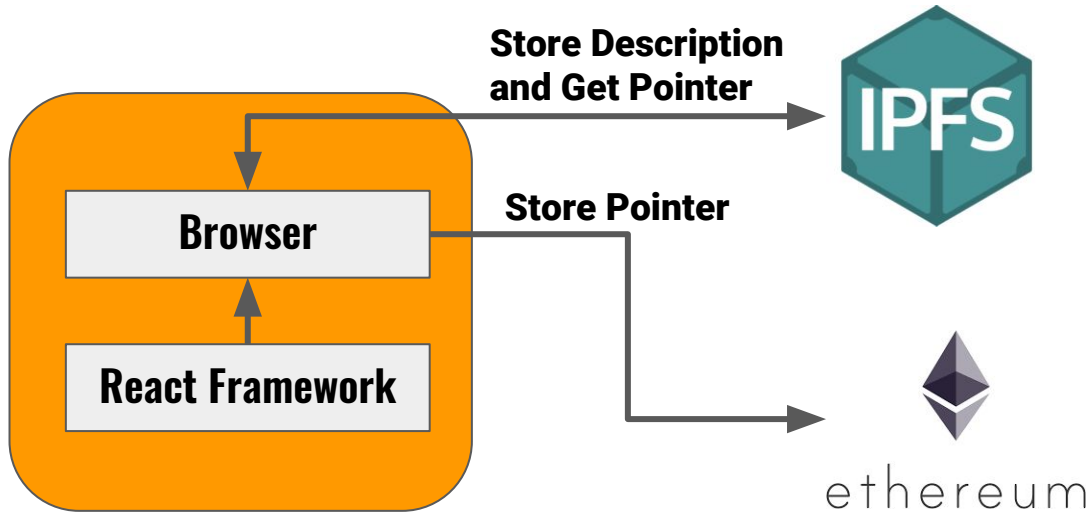 Store Description
and Get Pointer
IPFS
Store Pointer
Browser
React Framework
ethereum